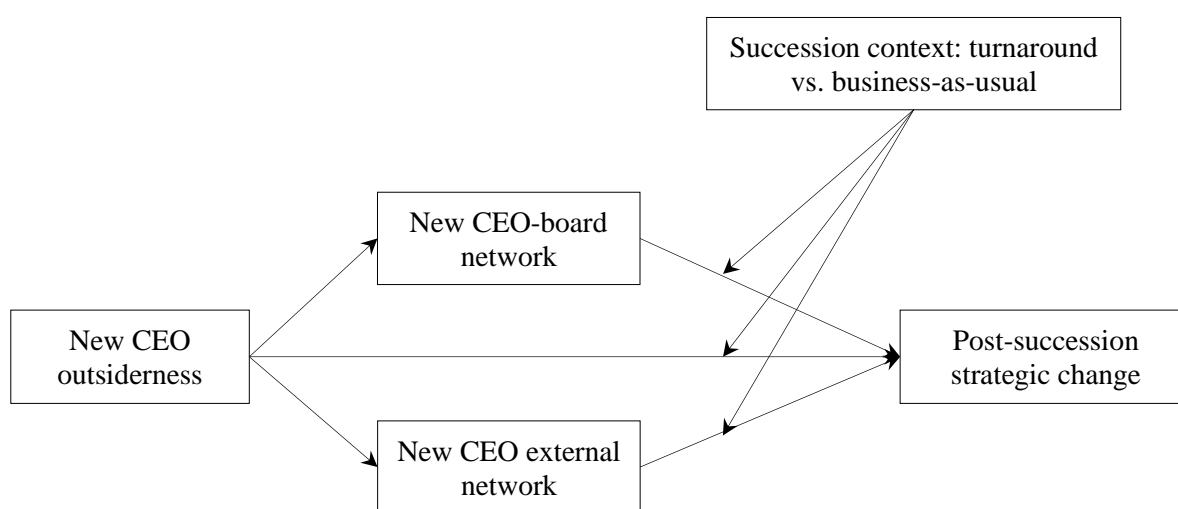 Succession context: turnaround
vs. business-as-usual
New CEO-board
network
New CEO
outsiderness
Post-succession
strategic change
New CEO external
network